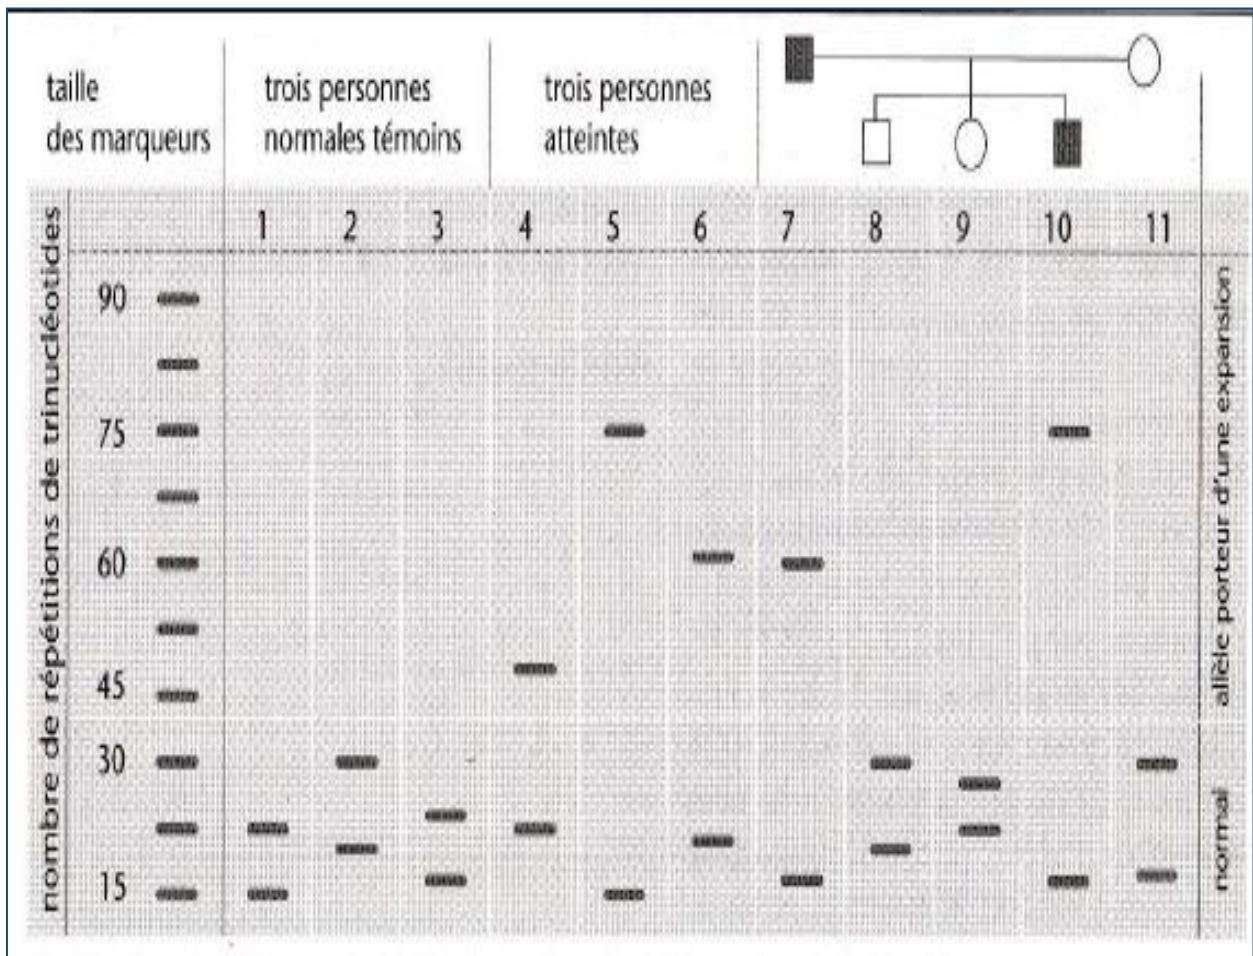 taille
des marqueurs
trois personnes
normales témoins
trois personnes
atteintes
nombre de répétitions de trinucléotides
1 2 3 4 5 6 7 8 9 10 11
90
75
60
45
30
15
allèle porteur d'une expansion
normal